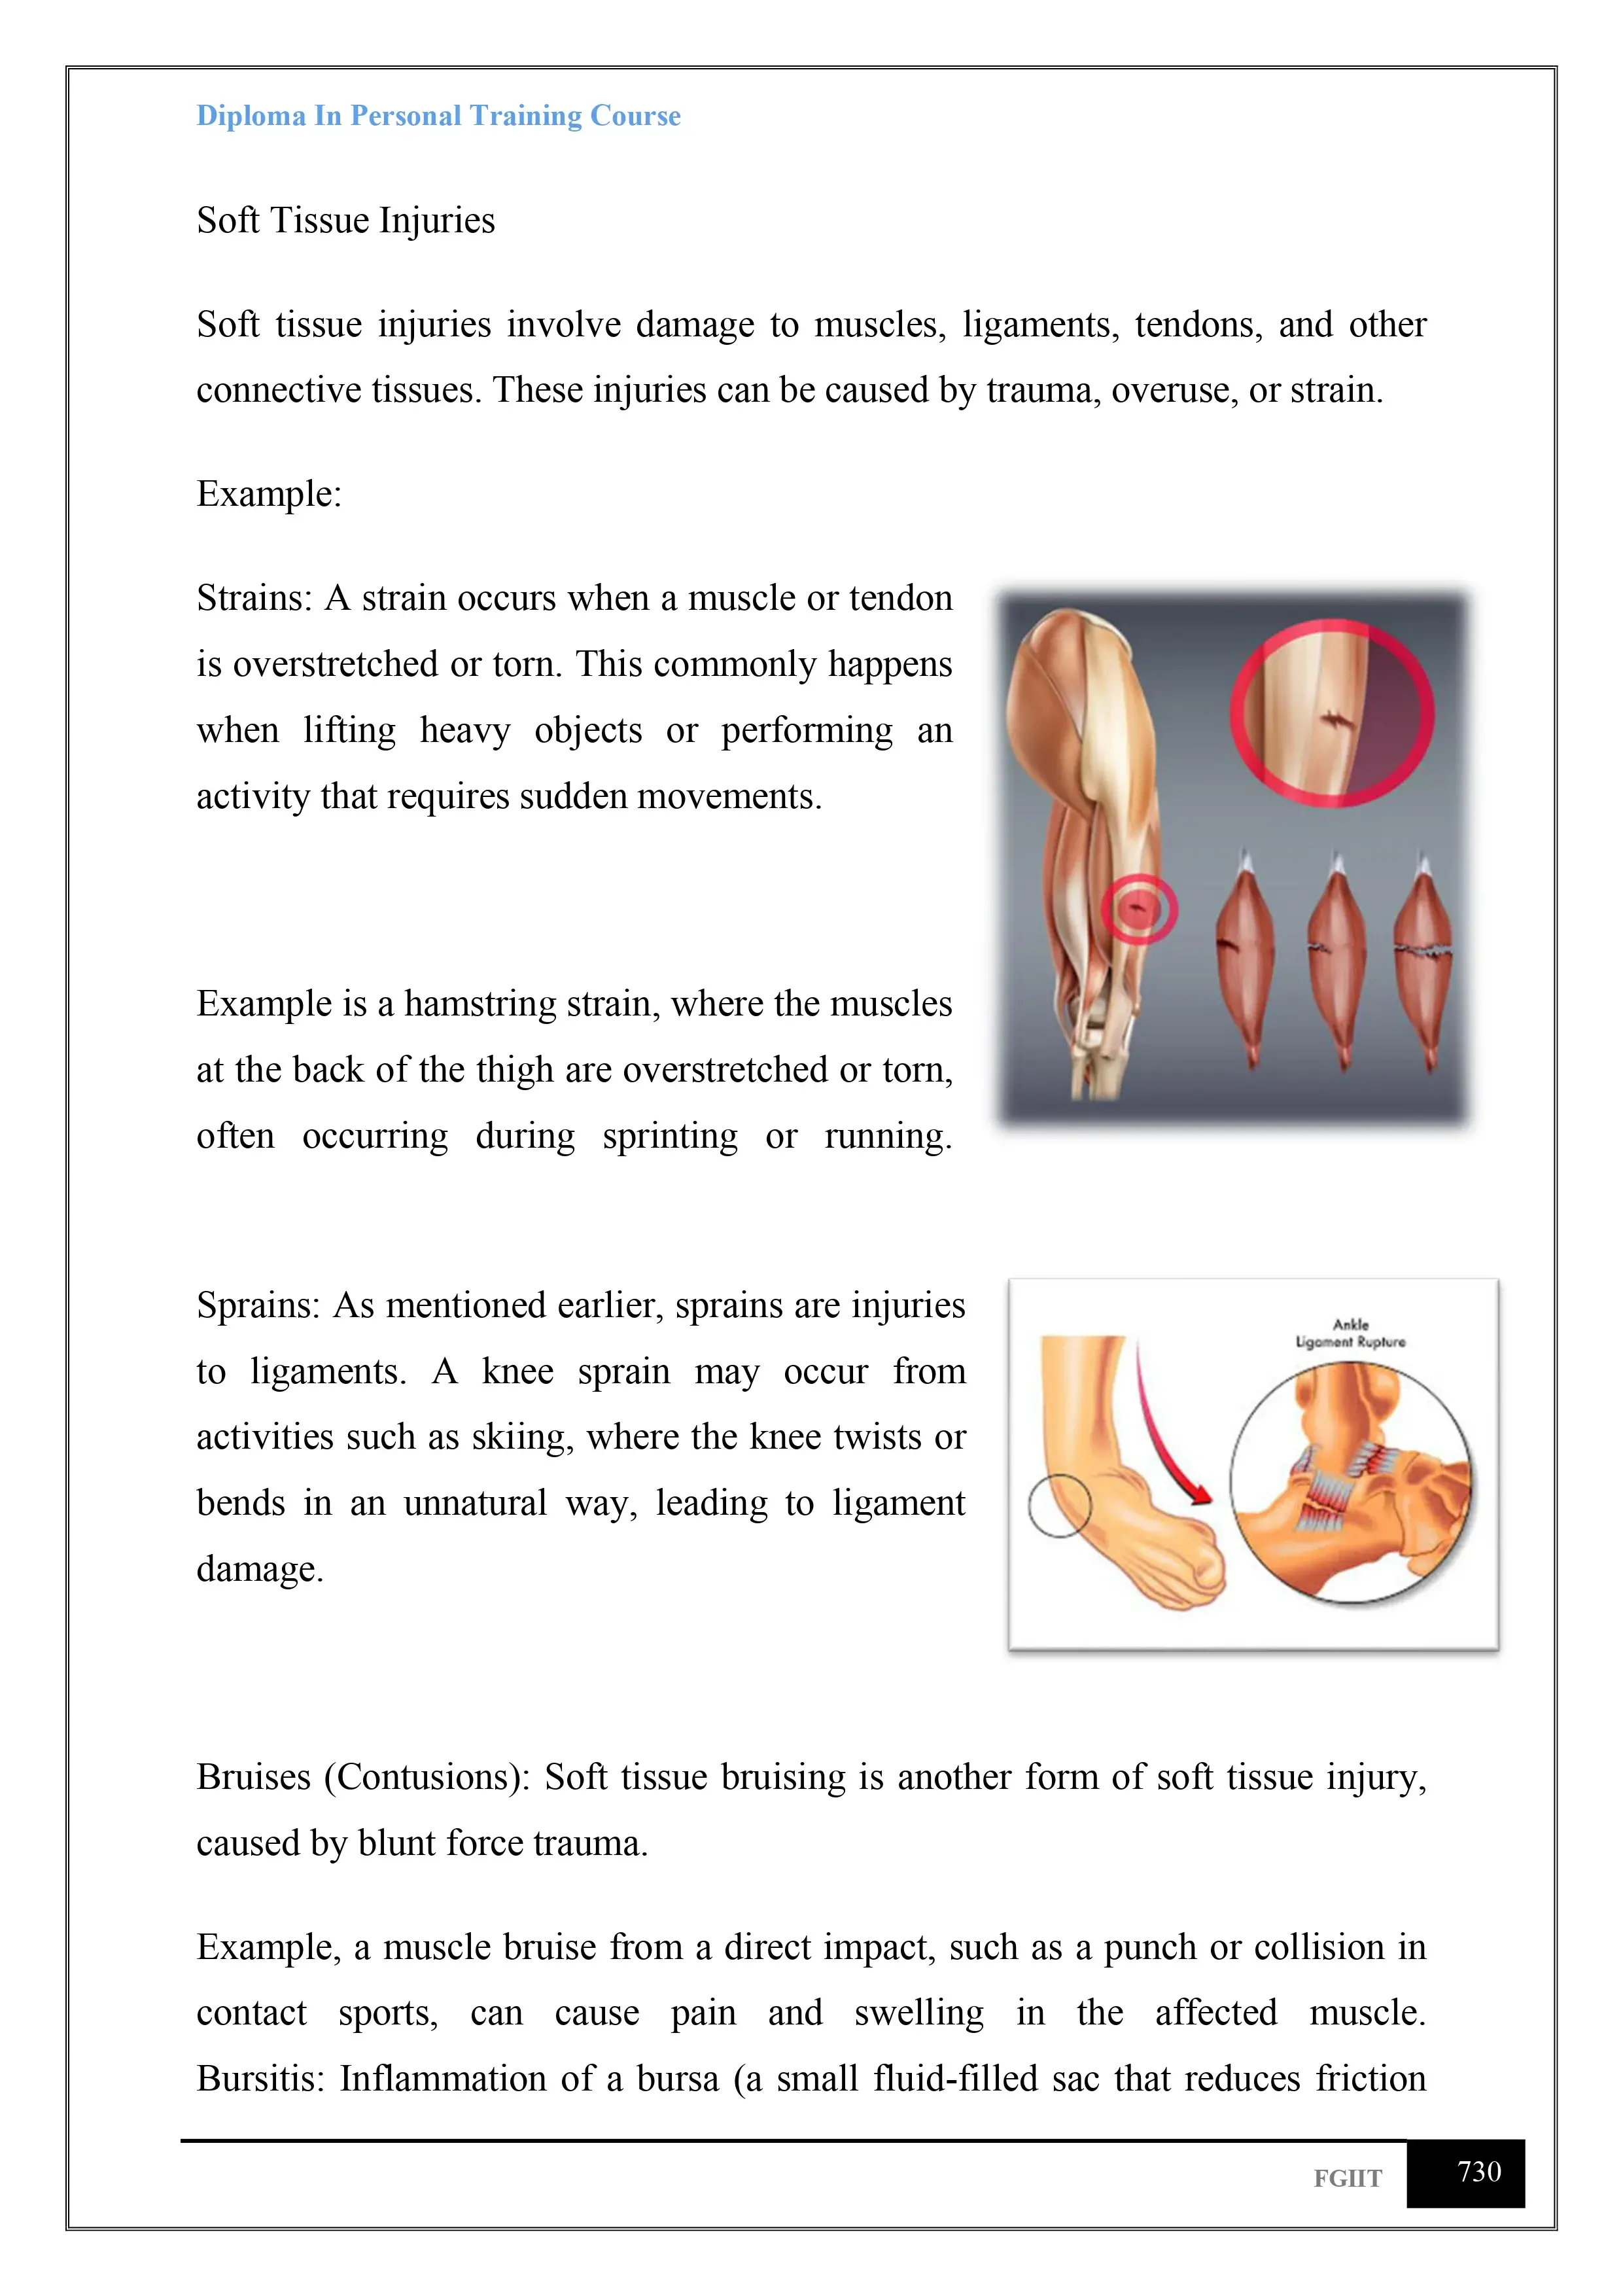 Diploma In Personal Training Course
Soft Tissue Injuries
Soft tissue injuries involve damage to muscles, ligaments, tendons, and other
connective tissues. These injuries can be caused by trauma, overuse, or strain.
Example:
Strains: A strain occurs when a muscle or tendon
is overstretched or torn. This commonly happens
when lifting heavy objects or performing an
activity that requires sudden movements.
Example is a hamstring strain, where the muscles
at the back of the thigh are overstretched or torn,
often occurring during sprinting or running.
Sprains: As mentioned earlier, sprains are injuries
to ligaments. A knee sprain may occur from
activities such as skiing, where the knee twists or
bends in an unnatural way, leading to ligament
damage.
Ankle
Ligament Rupture
Bruises (Contusions): Soft tissue bruising is another form of soft tissue injury,
caused by blunt force trauma.
Example, a muscle bruise from a direct impact, such as a punch or collision in
contact sports, can cause pain and swelling in the affected muscle.
Bursitis: Inflammation of a bursa (a small fluid-filled sac that reduces friction
FGIIT
730